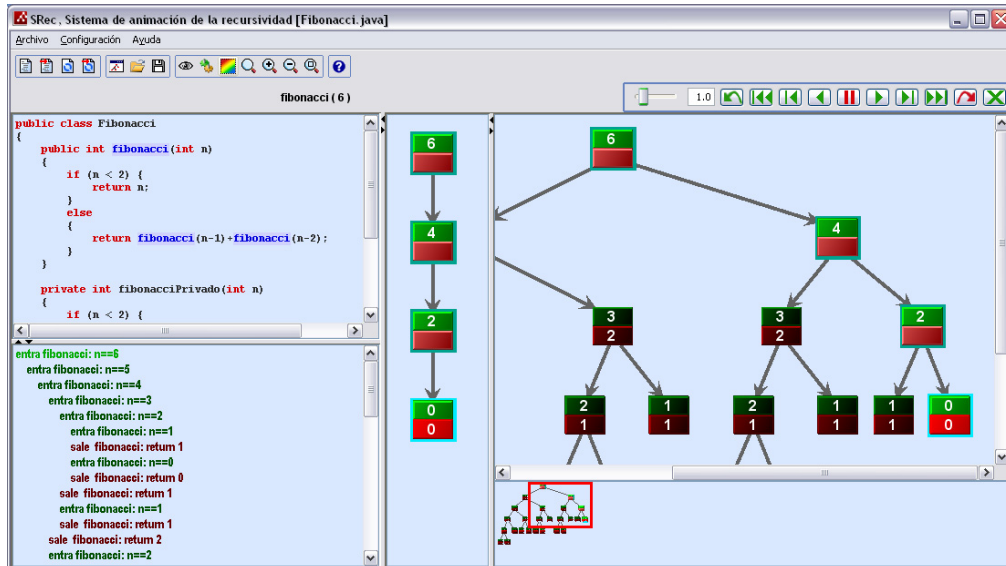 SRec, Sistema de animación de la recursividad [Fibonacci.java]
Archivo Configuración Ayuda
fibonacci ( 6 )
1.0
public class Fibonacci
{
public int fibonacci(int n)
{
if (n < 2) {
return n;
}
else
{
return fibonacci(n-1)+fibonacci(n-2);
}
}
private int fibonacciPrivado(int n)
{
if (n < 2) {
entra fibonacci: n==6
entra fibonacci: n==5
entra fibonacci: n==4
entra fibonacci: n==3
entra fibonacci: n==2
entra fibonacci: n==1
sale fibonacci: return 1
entra fibonacci: n==0
sale fibonacci: return 0
sale fibonacci: return 1
entra fibonacci: n==1
sale fibonacci: return 1
sale fibonacci: return 2
entra fibonacci: n==2
6
4
2
0
0
6
4
3 3 2
2 2
2 1 2 1 1 0
1 1 1 1 1 0